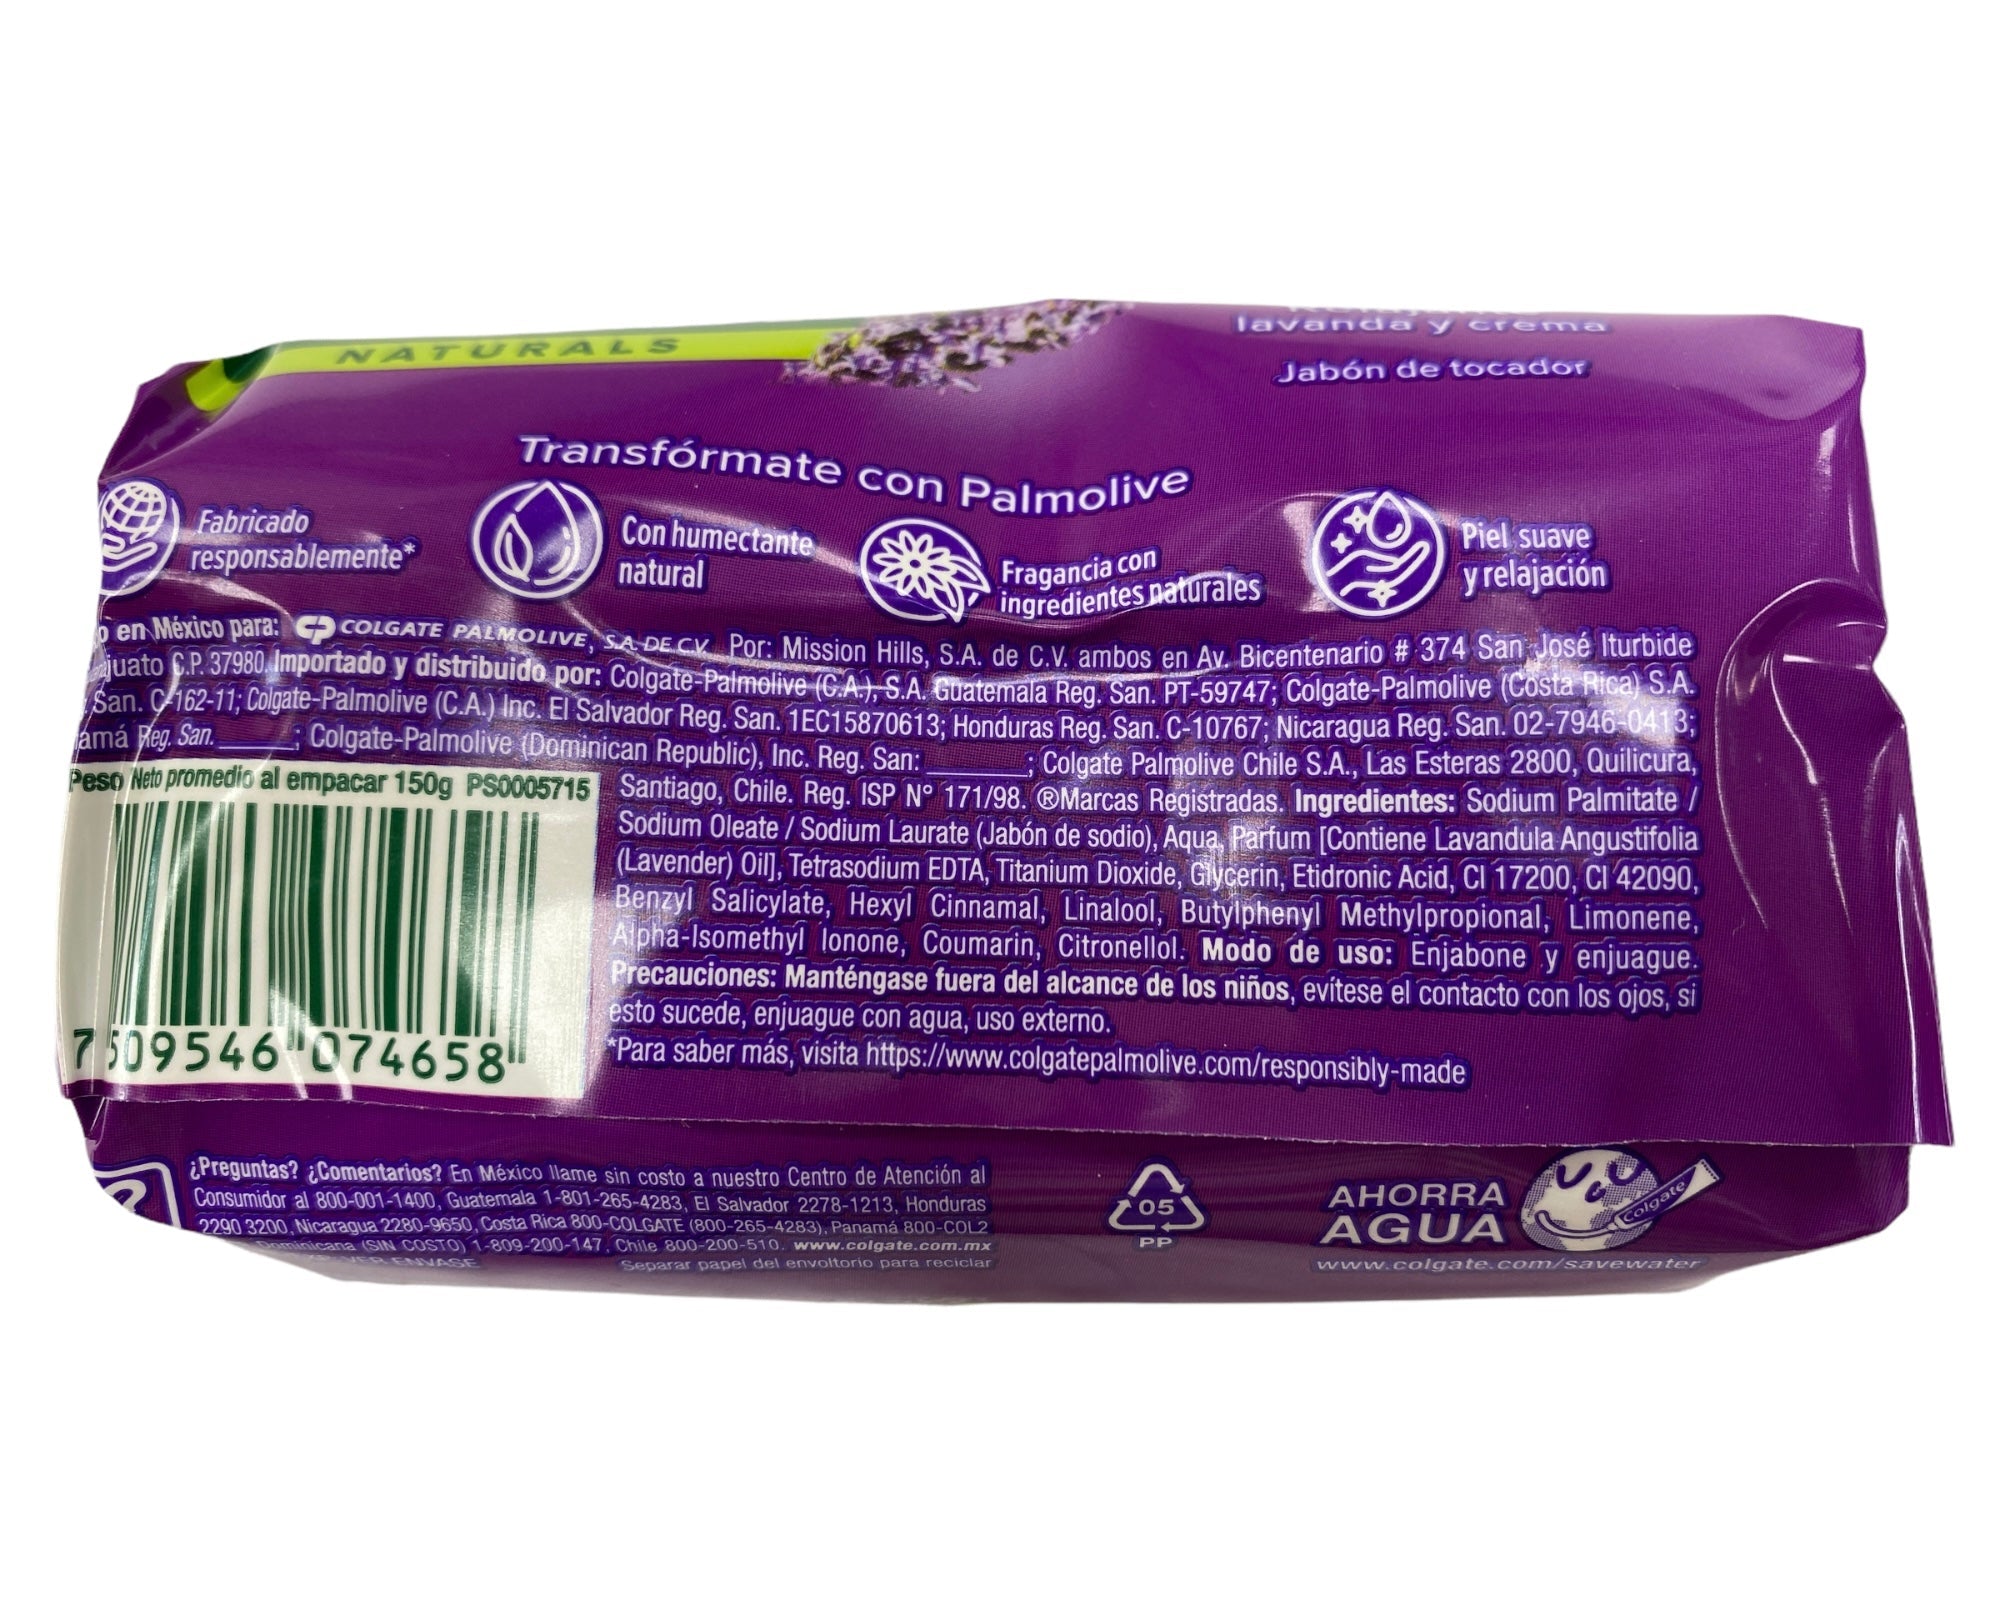 NATURALS
lavanda y crema
Jabón de tocador
Transfórmate con Palmolive
Fabricado
responsablemente*
Con humectante
natural
Fragancia con
ingredientes naturales
Piel suave
y relajación
en México para: CP COLGATE PALMOLIVE, S.A. DE C.V. Por: Mission Hills, S.A. de C.V. ambos en Av. Bicentenario # 374 San José Iturbide
C.P. 37980. Importado y distribuido por: Colgate-Palmolive (C.A.), S.A. Guatemala Reg. San. PT-59747; Colgate-Palmolive (Costa Rica) S.A.
San. C-162-11; Colgate-Palmolive (C.A.) Inc. El Salvador Reg. San. 1EC15870613; Honduras Reg. San. C-10767; Nicaragua Reg. San. 02-7946-0413;
Reg. San. ______; Colgate-Palmolive (Dominican Republic), Inc. Reg. San: ______; Colgate Palmolive Chile S.A., Las Esteras 2800, Quilicura,
Santiago, Chile. Reg. ISP N° 171/98. ®Marcas Registradas. Ingredientes: Sodium Palmitate /
Sodium Oleate / Sodium Laurate (Jabón de sodio), Aqua, Parfum [Contiene Lavandula Angustifolia
(Lavender) Oil], Tetrasodium EDTA, Titanium Dioxide, Glycerin, Etidronic Acid, CI 17200, CI 42090,
Benzyl Salicylate, Hexyl Cinnamal, Linalool, Butylphenyl Methylpropional, Limonene,
Alpha-Isomethyl Ionone, Coumarin, Citronellol. Modo de uso: Enjabone y enjuague.
Precauciones: Manténgase fuera del alcance de los niños, evítese el contacto con los ojos, si
esto sucede, enjuague con agua, uso externo.
*Para saber más, visita https://www.colgatepalmolive.com/responsibly-made
Peso Neto promedio al empacar 150g PS0005715
7 509546 074658
¿Preguntas? ¿Comentarios? En México llame sin costo a nuestro Centro de Atención al
Consumidor al 800-001-1400, Guatemala 1-801-265-4283, El Salvador 2278-1213, Honduras
2290 3200, Nicaragua 2280-9650, Costa Rica 800-COLGATE (800-265-4283), Panamá 800-COL2
Dominicana (SIN COSTO) 1-809-200-147, Chile 800-200-510. www.colgate.com.mx
VER ENVASE
Separar papel del envoltorio para reciclar
05
PP
AHORRA
AGUA
Colgate
www.colgate.com/savewater